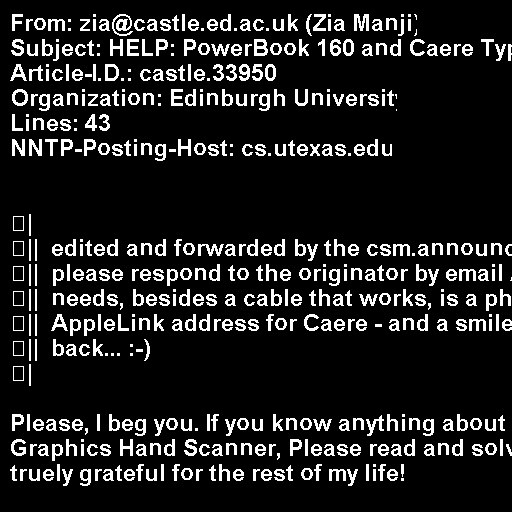 From: zia@castle.ed.ac.uk (Zia Manji)
Subject: HELP: PowerBook 160 and Caere Typ
Article-I.D.: castle.33950
Organization: Edinburgh University
Lines: 43
NNTP-Posting-Host: cs.utexas.edu
|
|| edited and forwarded by the csm.announc
|| please respond to the originator by email
|| needs, besides a cable that works, is a ph
|| AppleLink address for Caere - and a smile
|| back... :-)
|
Please, I beg you. If you know anything about
Graphics Hand Scanner, Please read and solv
truely grateful for the rest of my life!